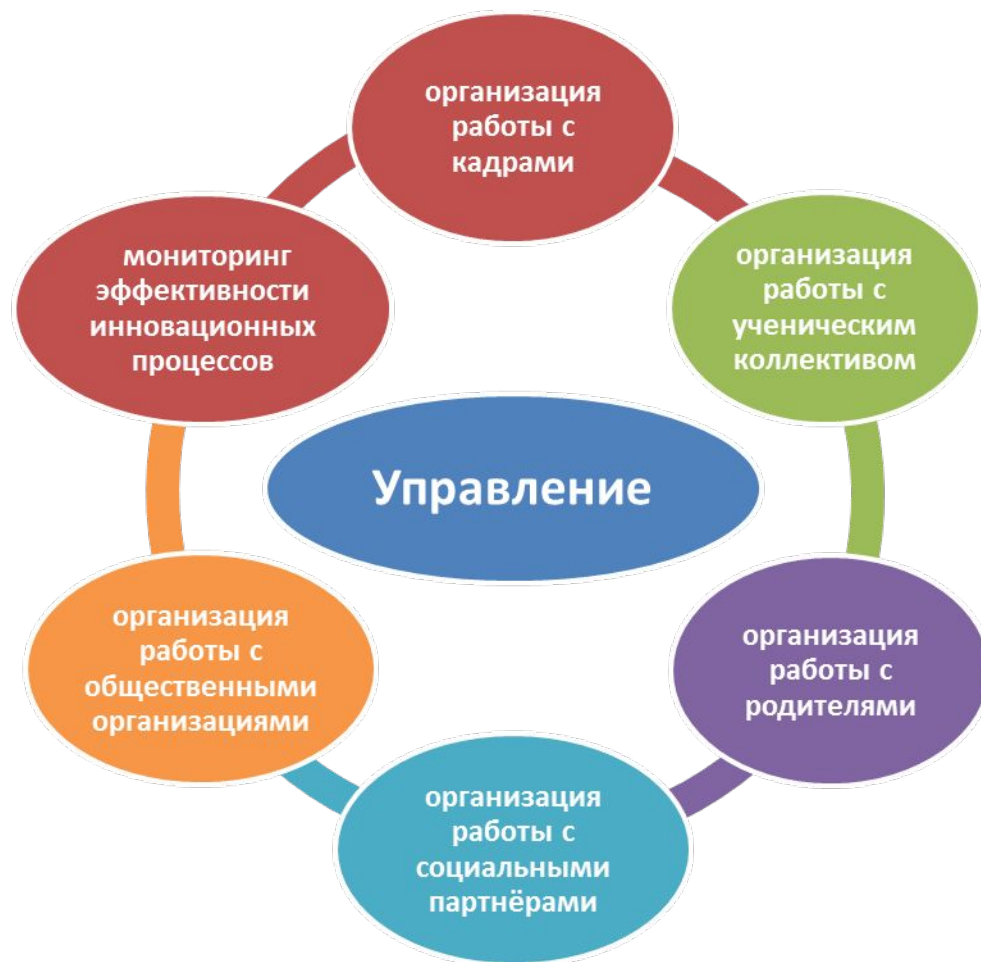 организация
работы с
кадрами
организация
работы с
ученическим
коллективом
организация
работы с
родителями
организация
работы с
социальными
партнёрами
организация
работы с
общественными
организациями
мониторинг
эффективности
инновационных
процессов
Управление